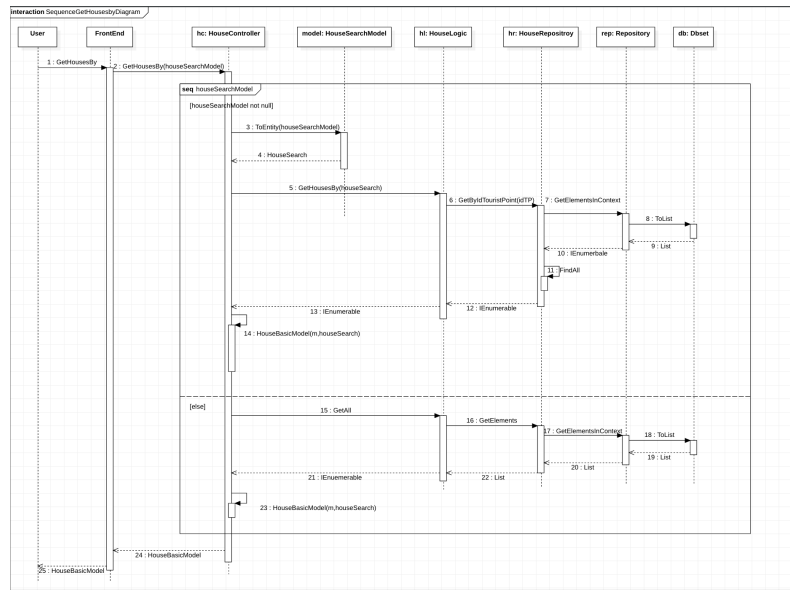 interaction SequenceGetHousesbyDiagram
User
FrontEnd
hc: HouseController
model: HouseSearchModel
hl: HouseLogic
hr: HouseRepositroy
rep: Repository
db: Dbset
1 : GetHousesBy
2 : GetHousesBy(houseSearchModel)
seq houseSearchModel
[houseSearchModel not null]
3 : ToEntity(houseSearchModel)
4 : HouseSearch
5 : GetHousesBy(houseSearch)
6 : GetByIdTouristPoint(idTP)
7 : GetElementsInContext
8 : ToList
9 : List
10 : IEnumerbale
11 : FindAll
12 : IEnumerable
13 : IEnumerable
14 : HouseBasicModel(m,houseSearch)
[else]
15 : GetAll
16 : GetElements
17 : GetElementsInContext
18 : ToList
19 : List
20 : List
21 : IEnuemerable
22 : List
23 : HouseBasicModel(m,houseSearch)
24 : HouseBasicModel
25 : HouseBasicModel